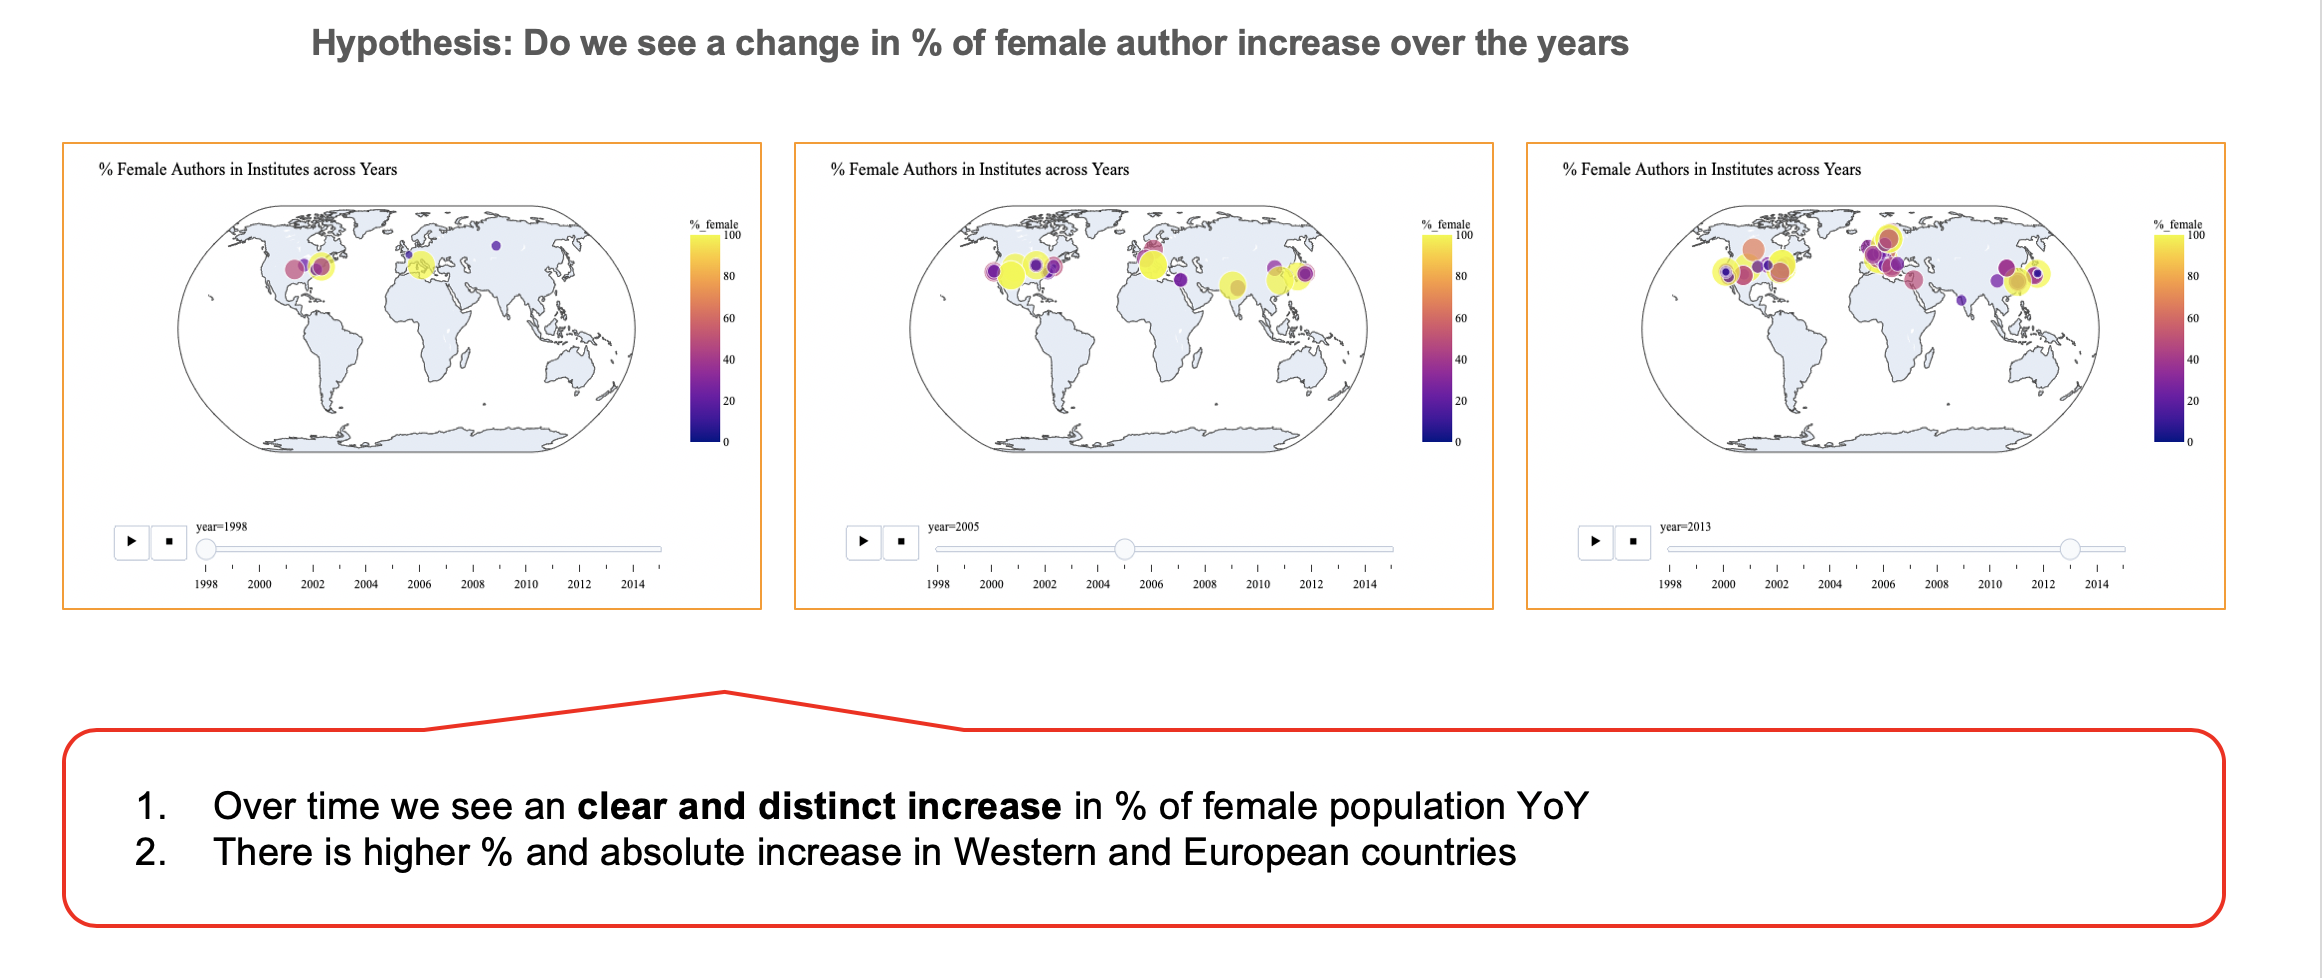 Hypothesis: Do we see a change in % of female author increase over the years
% Female Authors in Institutes across Years
%_female
100
80
60
40
20
0
year=1998
1998 2000 2002 2004 2006 2008 2010 2012 2014
% Female Authors in Institutes across Years
%_female
100
80
60
40
20
0
year=2005
1998 2000 2002 2004 2006 2008 2010 2012 2014
% Female Authors in Institutes across Years
%_female
100
80
60
40
20
0
year=2013
1998 2000 2002 2004 2006 2008 2010 2012 2014
1. Over time we see an clear and distinct increase in % of female population YoY
2. There is higher % and absolute increase in Western and European countries